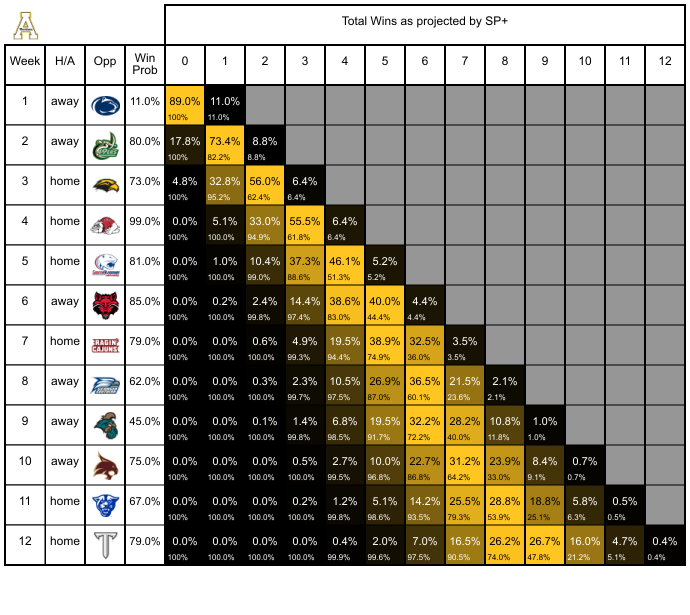 A
Total Wins as projected by SP+
Week H/A Opp Win Prob 0 1 2 3 4 5 6 7 8 9 10 11 12
1 away 11.0% 89.0% 11.0%
100% 11.0%
2 away 80.0% 17.8% 73.4% 8.8%
100% 82.2% 8.8%
3 home 73.0% 4.8% 32.8% 56.0% 6.4%
100% 95.2% 62.4% 6.4%
4 home 99.0% 0.0% 5.1% 33.0% 55.5% 6.4%
100% 100.0% 94.9% 61.8% 6.4%
5 home 81.0% 0.0% 1.0% 10.4% 37.3% 46.1% 5.2%
100% 100.0% 99.0% 88.6% 51.3% 5.2%
6 away 85.0% 0.0% 0.2% 2.4% 14.4% 38.6% 40.0% 4.4%
100% 100.0% 99.8% 97.4% 83.0% 44.4% 4.4%
7 home RAGIN' CAJUNS 79.0% 0.0% 0.0% 0.6% 4.9% 19.5% 38.9% 32.5% 3.5%
100% 100.0% 100.0% 99.3% 94.4% 74.9% 36.0% 3.5%
8 away 62.0% 0.0% 0.0% 0.3% 2.3% 10.5% 26.9% 36.5% 21.5% 2.1%
100% 100.0% 100.0% 99.7% 97.5% 87.0% 60.1% 23.6% 2.1%
9 away 45.0% 0.0% 0.0% 0.1% 1.4% 6.8% 19.5% 32.2% 28.2% 10.8% 1.0%
100% 100.0% 100.0% 99.8% 98.5% 91.7% 72.2% 40.0% 11.8% 1.0%
10 away 75.0% 0.0% 0.0% 0.0% 0.5% 2.7% 10.0% 22.7% 31.2% 23.9% 8.4% 0.7%
100% 100.0% 100.0% 100.0% 99.5% 96.8% 86.8% 64.2% 33.0% 9.1% 0.7%
11 home 67.0% 0.0% 0.0% 0.0% 0.2% 1.2% 5.1% 14.2% 25.5% 28.8% 18.8% 5.8% 0.5%
100% 100.0% 100.0% 100.0% 99.8% 98.6% 93.5% 79.3% 53.9% 25.1% 6.3% 0.5%
12 home T 79.0% 0.0% 0.0% 0.0% 0.0% 0.4% 2.0% 7.0% 16.5% 26.2% 26.7% 16.0% 4.7% 0.4%
100% 100.0% 100.0% 100.0% 99.9% 99.6% 97.5% 90.5% 74.0% 47.8% 21.2% 5.1% 0.4%